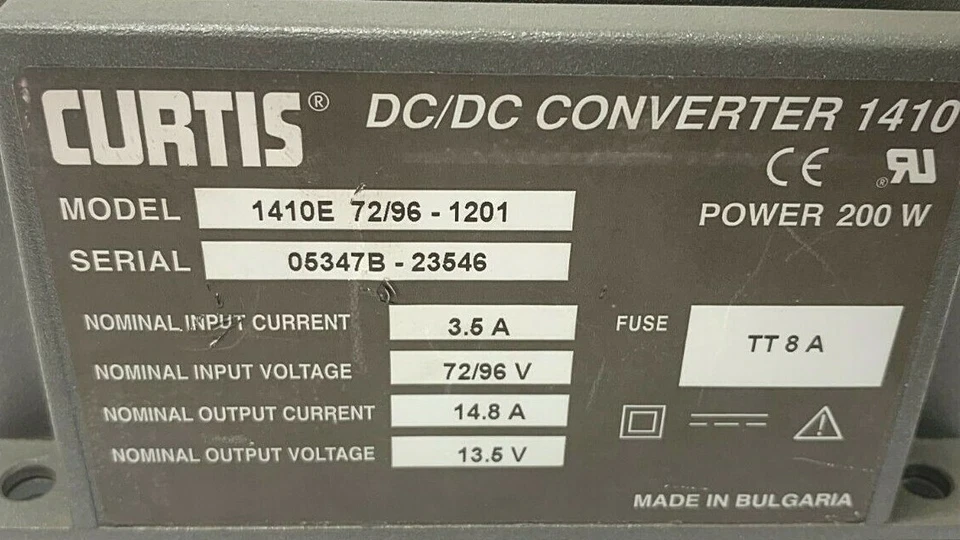 CURTIS® DC/DC CONVERTER 1410
CE ®RU
MODEL 1410E 72/96 - 1201
POWER 200 W
SERIAL 05347B - 23546
NOMINAL INPUT CURRENT 3.5 A
FUSE TT 8 A
NOMINAL INPUT VOLTAGE 72/96 V
NOMINAL OUTPUT CURRENT 14.8 A
NOMINAL OUTPUT VOLTAGE 13.5 V
MADE IN BULGARIA